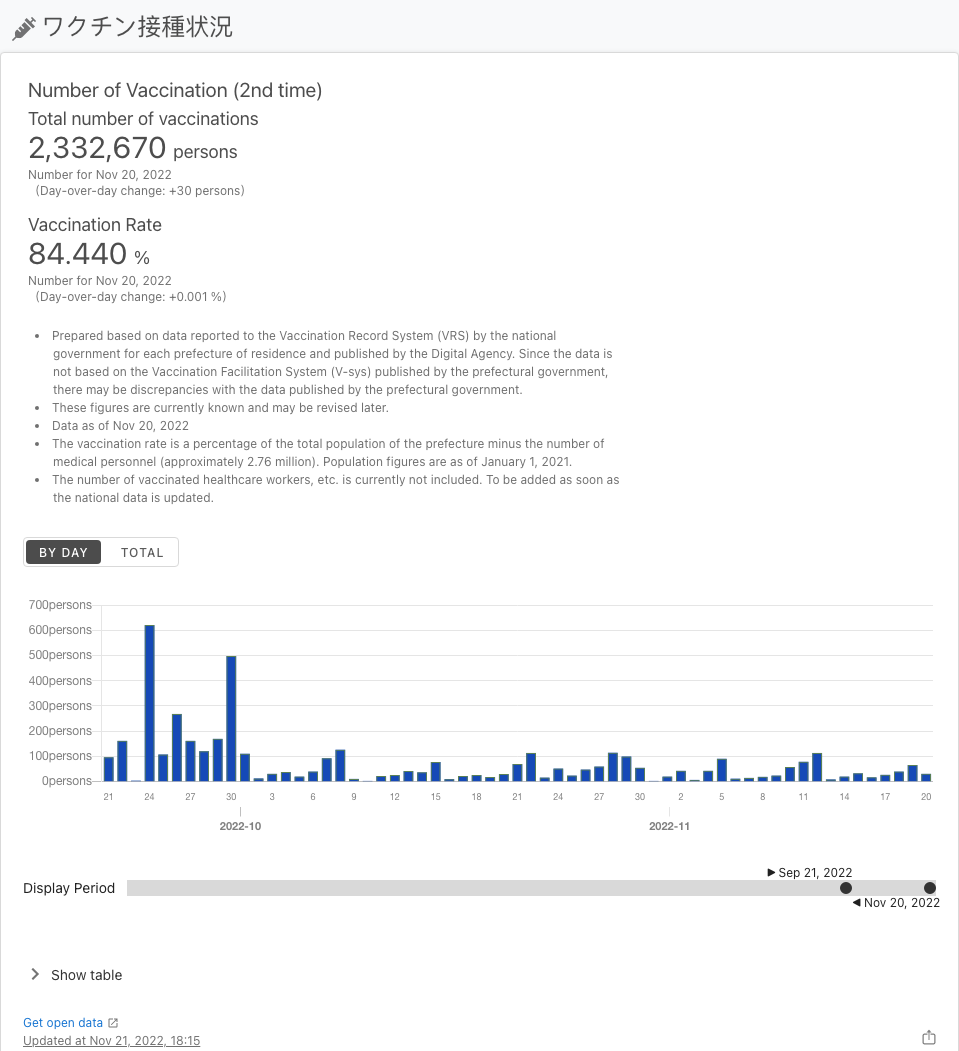 ワクチン接種状況
Number of Vaccination (2nd time)
Total number of vaccinations
2,332,670 persons
Number for Nov 20, 2022
(Day-over-day change: +30 persons)
Vaccination Rate
84.440 %
Number for Nov 20, 2022
(Day-over-day change: +0.001 %)
• Prepared based on data reported to the Vaccination Record System (VRS) by the national
government for each prefecture of residence and published by the Digital Agency. Since the data is
not based on the Vaccination Facilitation System (V-sys) published by the prefectural government,
there may be discrepancies with the data published by the prefectural government.
• These figures are currently known and may be revised later.
• Data as of Nov 20, 2022
• The vaccination rate is a percentage of the total population of the prefecture minus the number of
medical personnel (approximately 2.76 million). Population figures are as of January 1, 2021.
• The number of vaccinated healthcare workers, etc. is currently not included. To be added as soon as
the national data is updated.
BY DAY TOTAL
700persons
600persons
500persons
400persons
300persons
200persons
100persons
0persons
21 24 27 30 3 6 9 12 15 18 21 24 27 30 2 5 8 11 14 17 20
2022-10 2022-11
Sep 21, 2022
Display Period
Nov 20, 2022
Show table
Get open data
Updated at Nov 21, 2022, 18:15